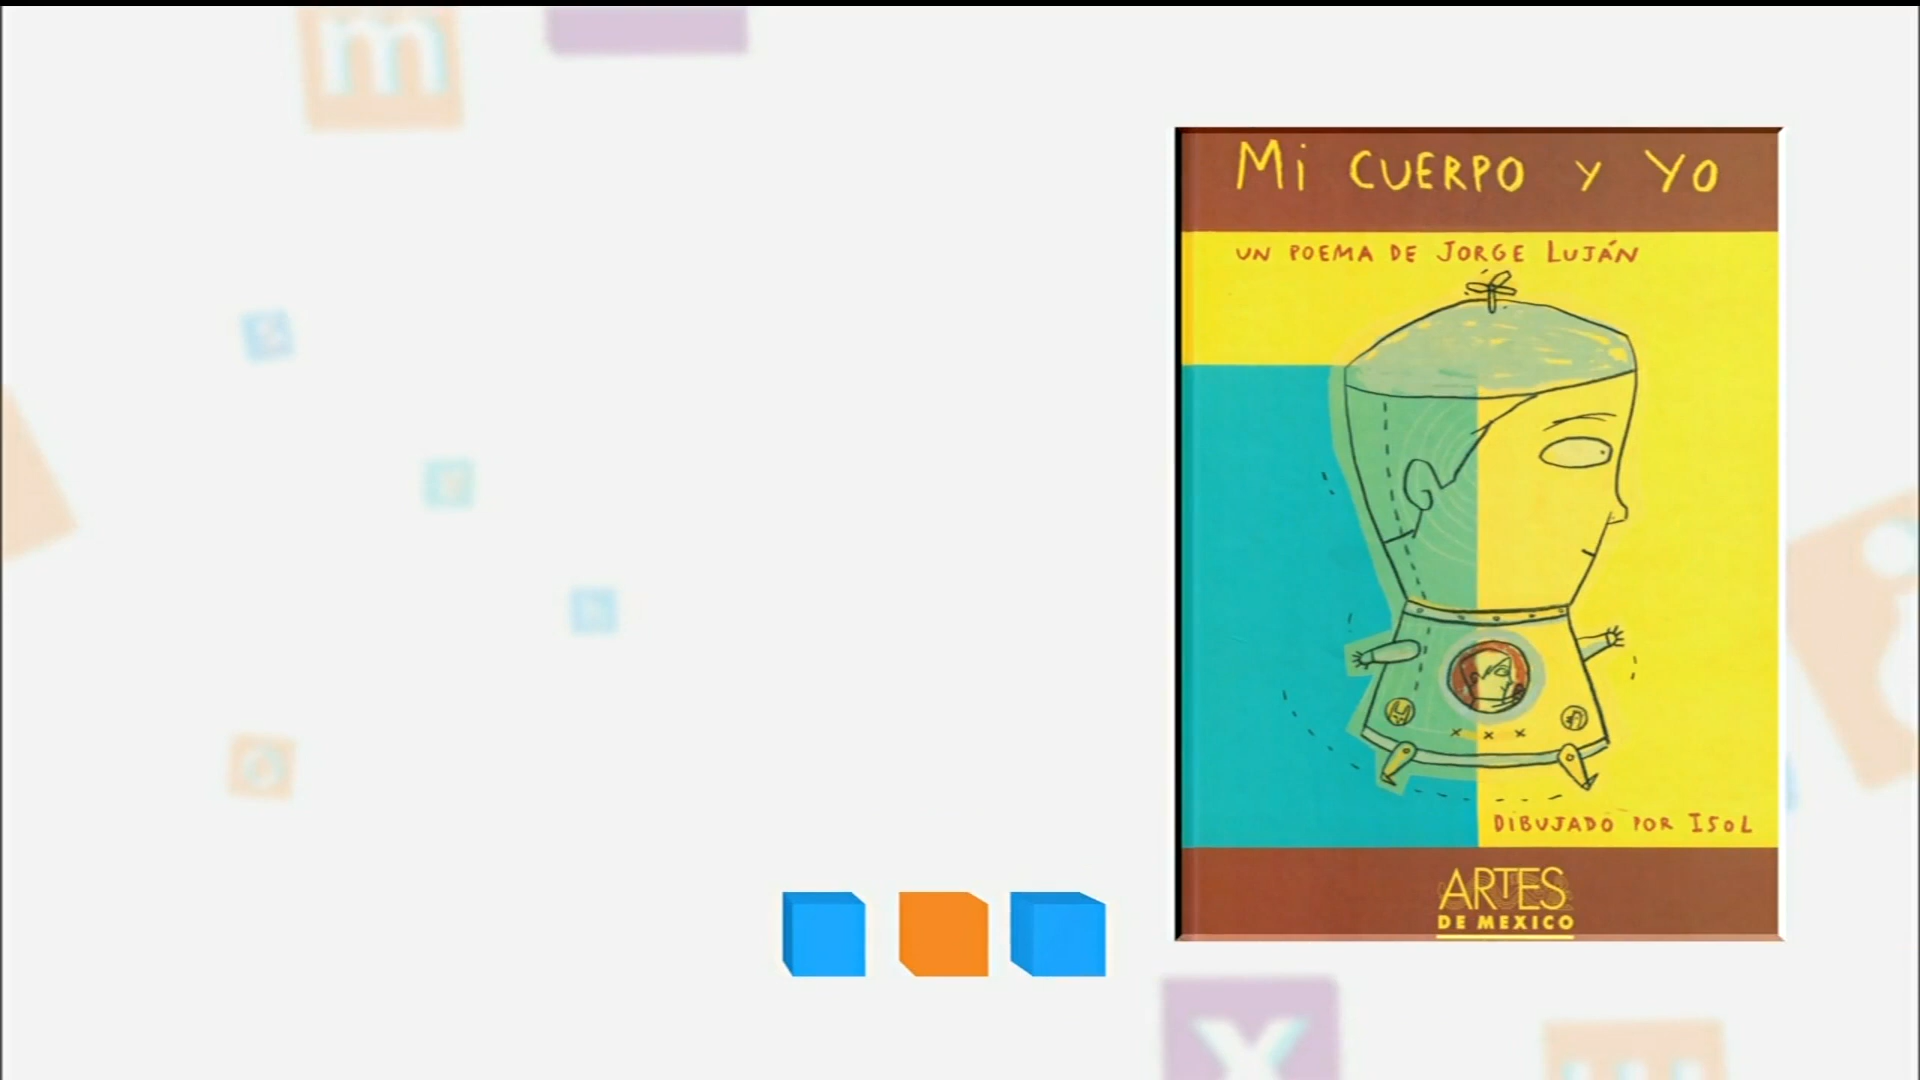 m
Mi CUERPO Y YO
UN POEMA DE JORGE LUJÁN
DIBUJADO POR ISOL
ARTES
DE MEXICO
x